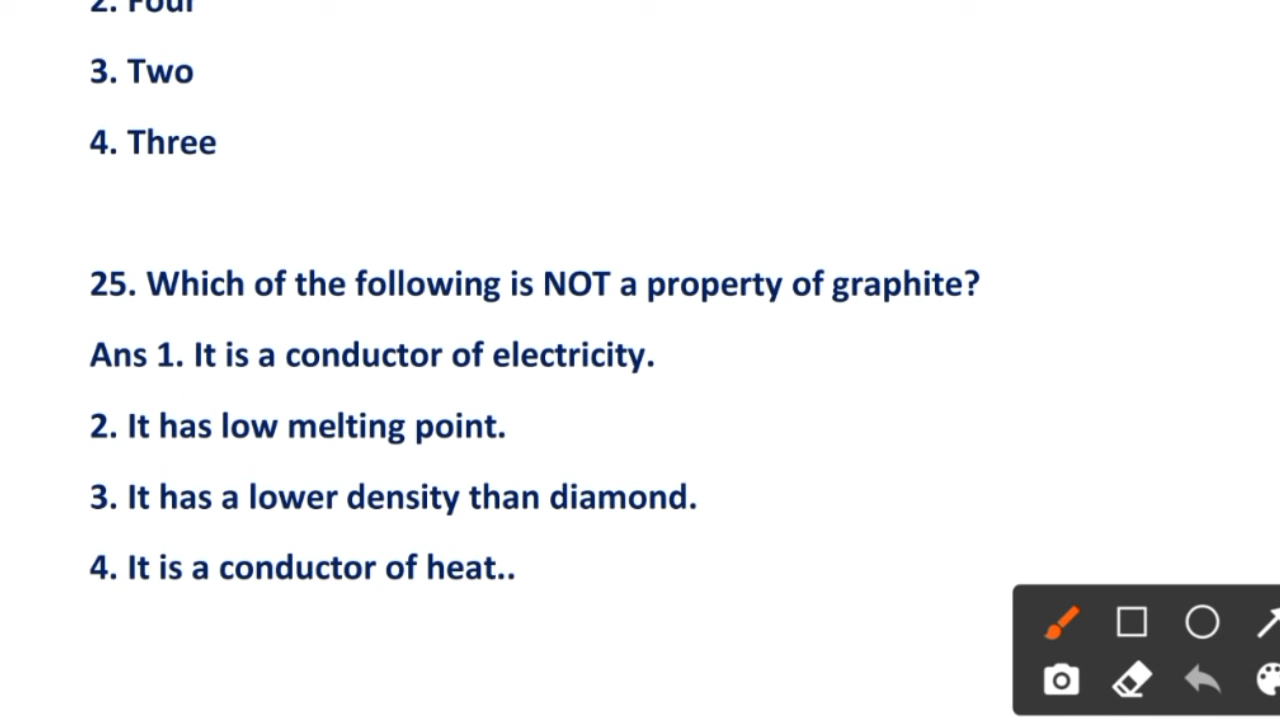 2. Four
3. Two
4. Three
25. Which of the following is NOT a property of graphite?
Ans 1. It is a conductor of electricity.
2. It has low melting point.
3. It has a lower density than diamond.
4. It is a conductor of heat..